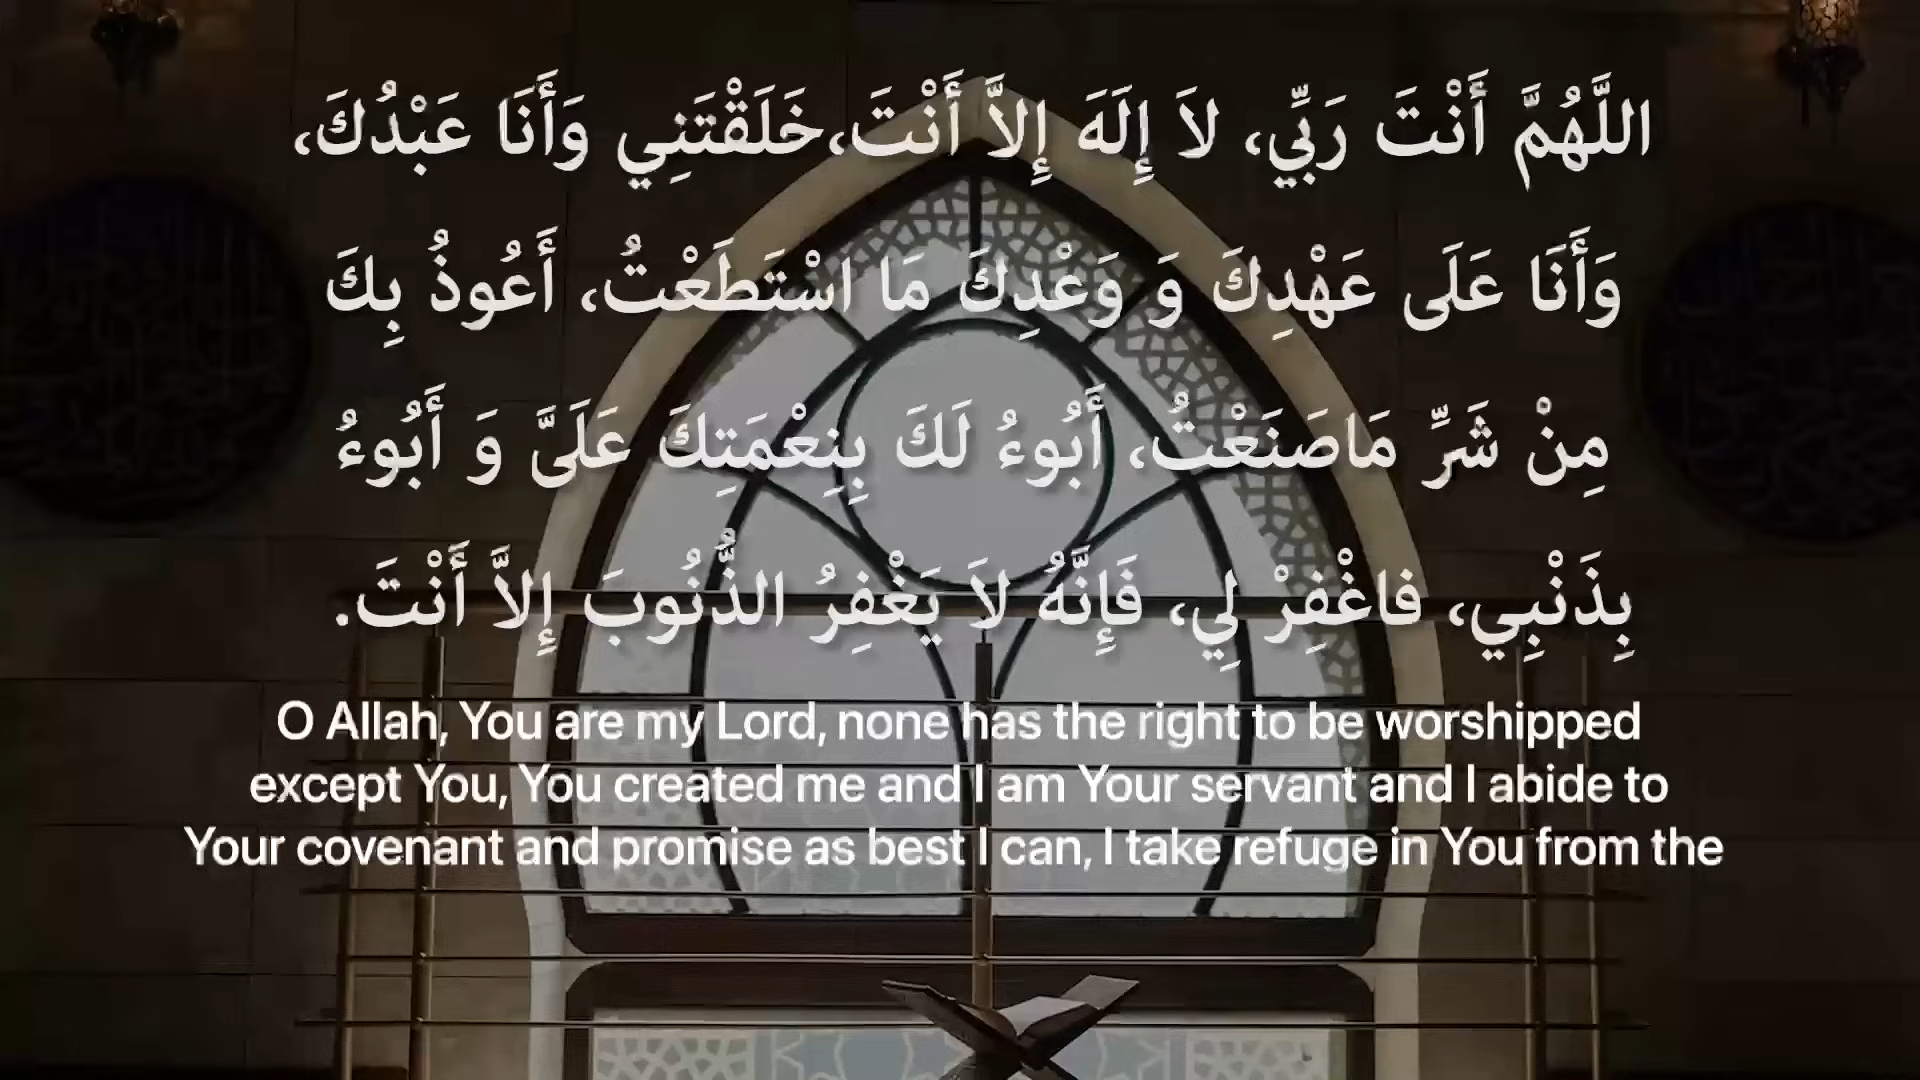 اللَّهُمَّ أَنْتَ رَبِّي، لاَ إِلَهَ إِلاَّ أَنْتَ،خَلَقْتَنِي وَأَنَا عَبْدُكَ،
وَأَنَا عَلَى عَهْدِكَ وَ وَعْدِكَ مَا اسْتَطَعْتُ، أَعُوذُ بِكَ
مِنْ شَرِّ مَاصَنَعْتُ، أَبُوءُ لَكَ بِنِعْمَتِكَ عَلَىَّ وَ أَبُوءُ
بِذَنْبِي، فاغْفِرْ لِي، فَإِنَّهُ لاَ يَغْفِرُ الذُّنُوبَ إِلاَّ أَنْتَ.
O Allah, You are my Lord, none has the right to be worshipped
except You, You created me and I am Your servant and I abide to
Your covenant and promise as best I can, I take refuge in You from the